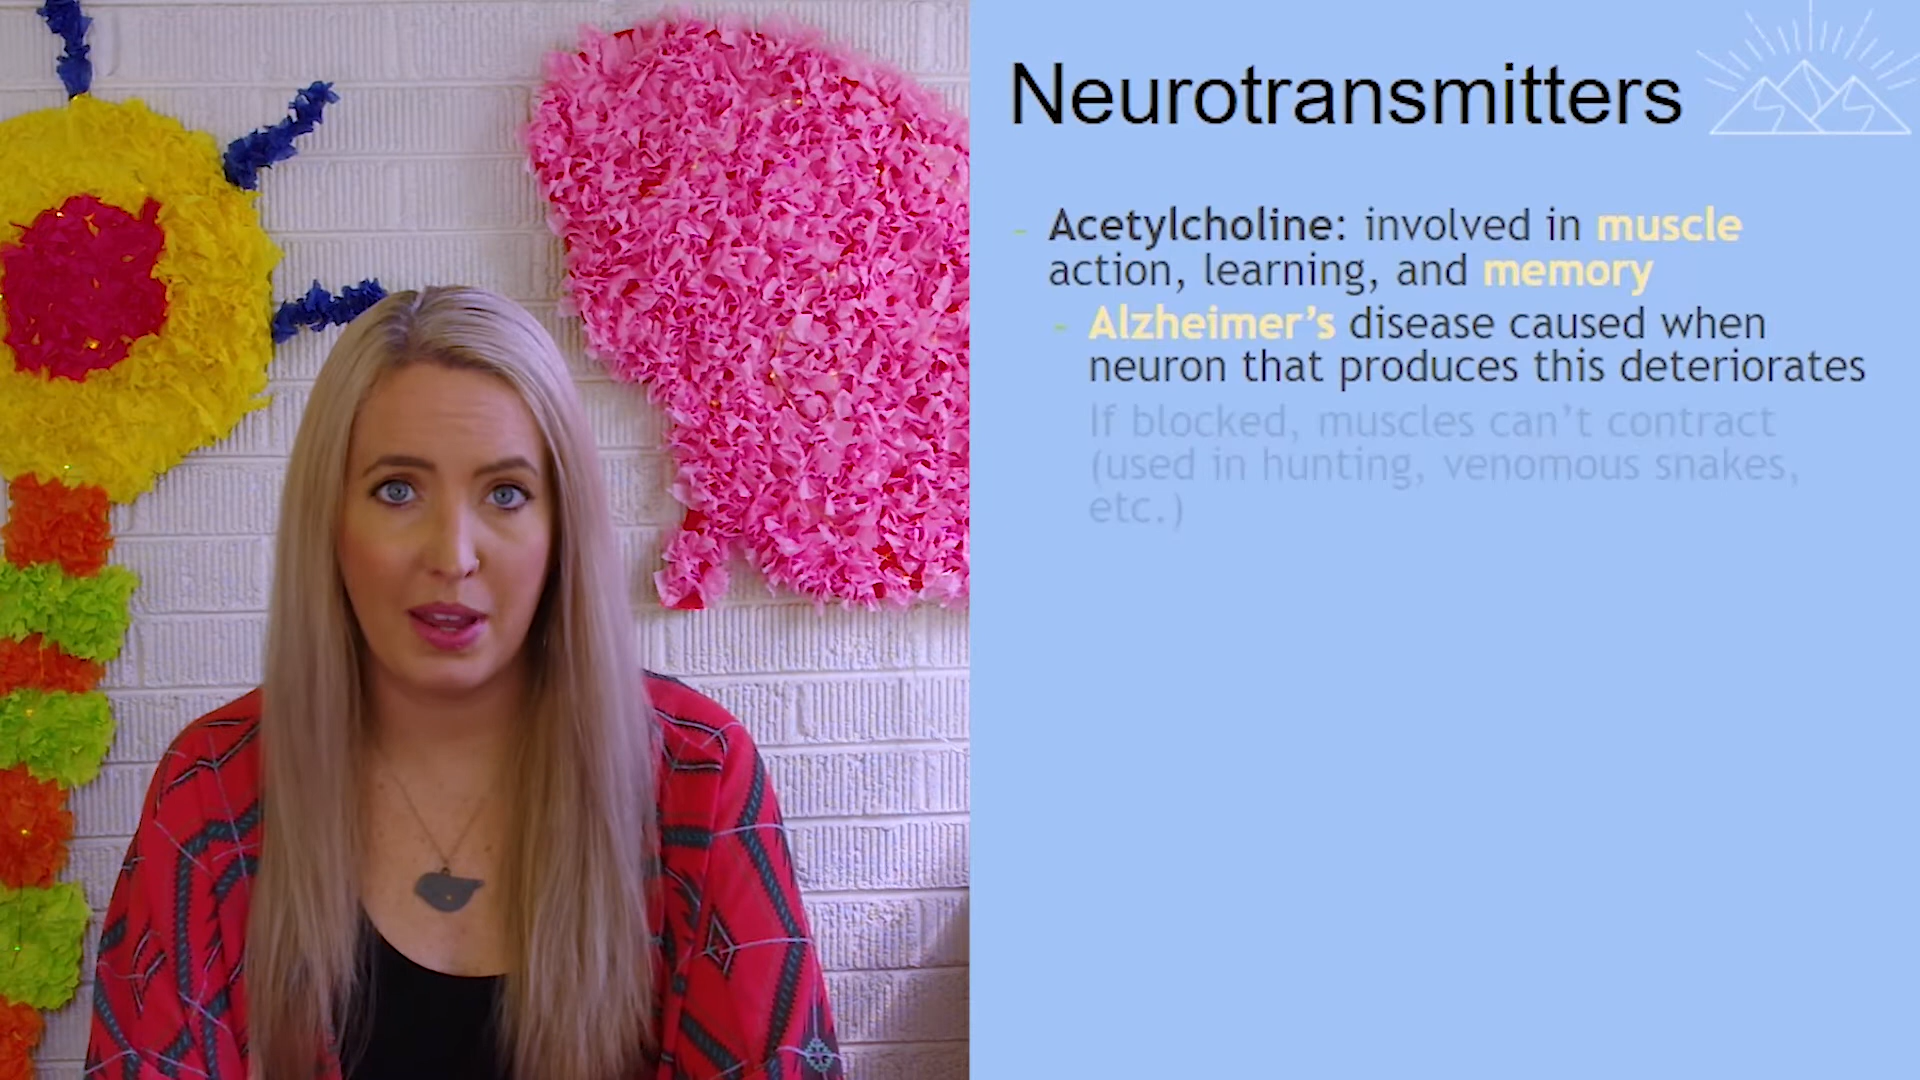 Neurotransmitters
- Acetylcholine: involved in muscle
action, learning, and memory
- Alzheimer’s disease caused when
neuron that produces this deteriorates
If blocked, muscles can’t contract
(used in hunting, venomous snakes,
etc.)